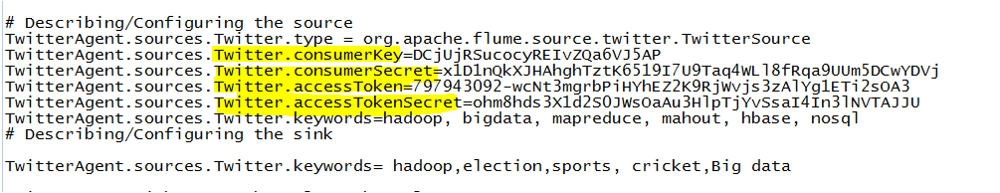 # Describing/Configuring the source
TwitterAgent.sources.Twitter.type = org.apache.flume.source.twitter.TwitterSource
TwitterAgent.sources.Twitter.consumerKey=DCjUjRSucocyREIvZQa6VJ5AP
TwitterAgent.sources.Twitter.consumerSecret=x1D1nQkXJHAhghTztK6519I7U9Taq4WLl8fRqa9UUm5DCwYDVj
TwitterAgent.sources.Twitter.accessToken=797943092-wcNt3mgrbPiHYhEZ2K9RjWvjs3zAlYg1ETi2sOA3
TwitterAgent.sources.Twitter.accessTokenSecret=ohm8hds3X1d2S0JWsOaAu3HlpTjYvSsaI4In3lNVTAJJU
TwitterAgent.sources.Twitter.keywords=hadoop, bigdata, mapreduce, mahout, hbase, nosql
# Describing/Configuring the sink
TwitterAgent.sources.Twitter.keywords= hadoop,election,sports, cricket,Big data